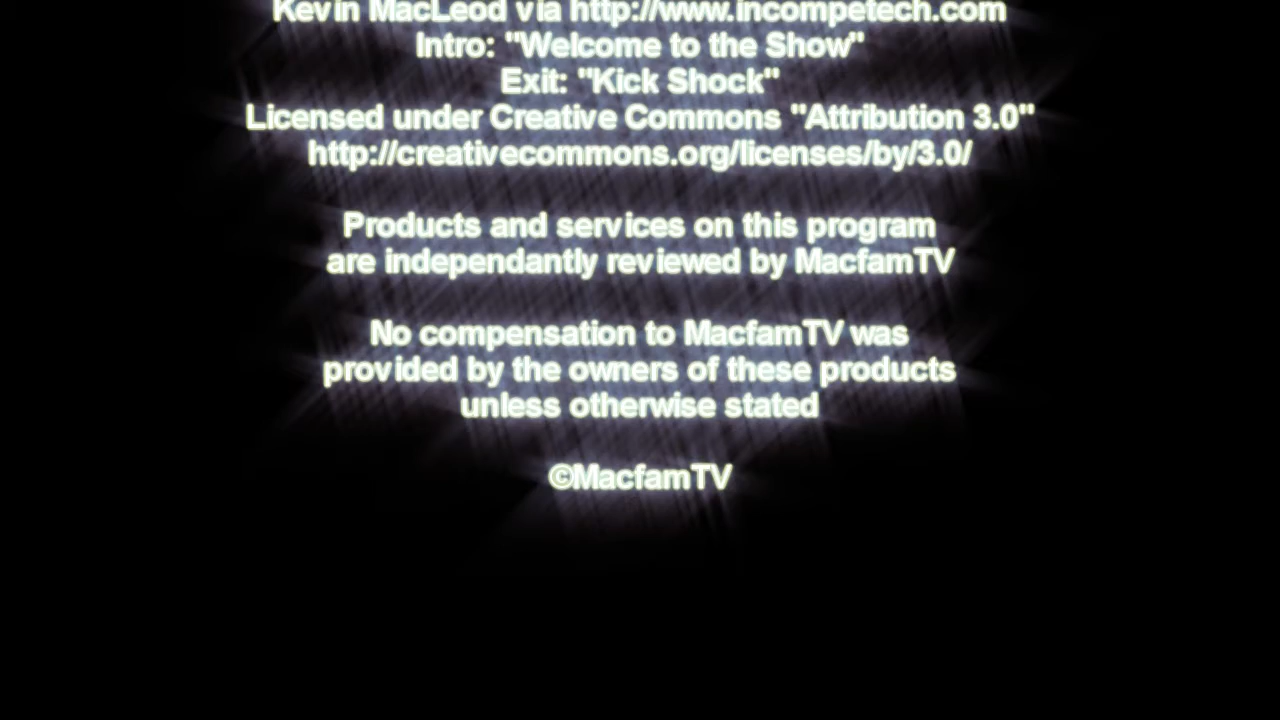 Kevin MacLeod via http://www.incompetech.com
Intro: "Welcome to the Show"
Exit: "Kick Shock"
Licensed under Creative Commons "Attribution 3.0"
http://creativecommons.org/licenses/by/3.0/
Products and services on this program
are independantly reviewed by MacfamTV
No compensation to MacfamTV was
provided by the owners of these products
unless otherwise stated
©MacfamTV